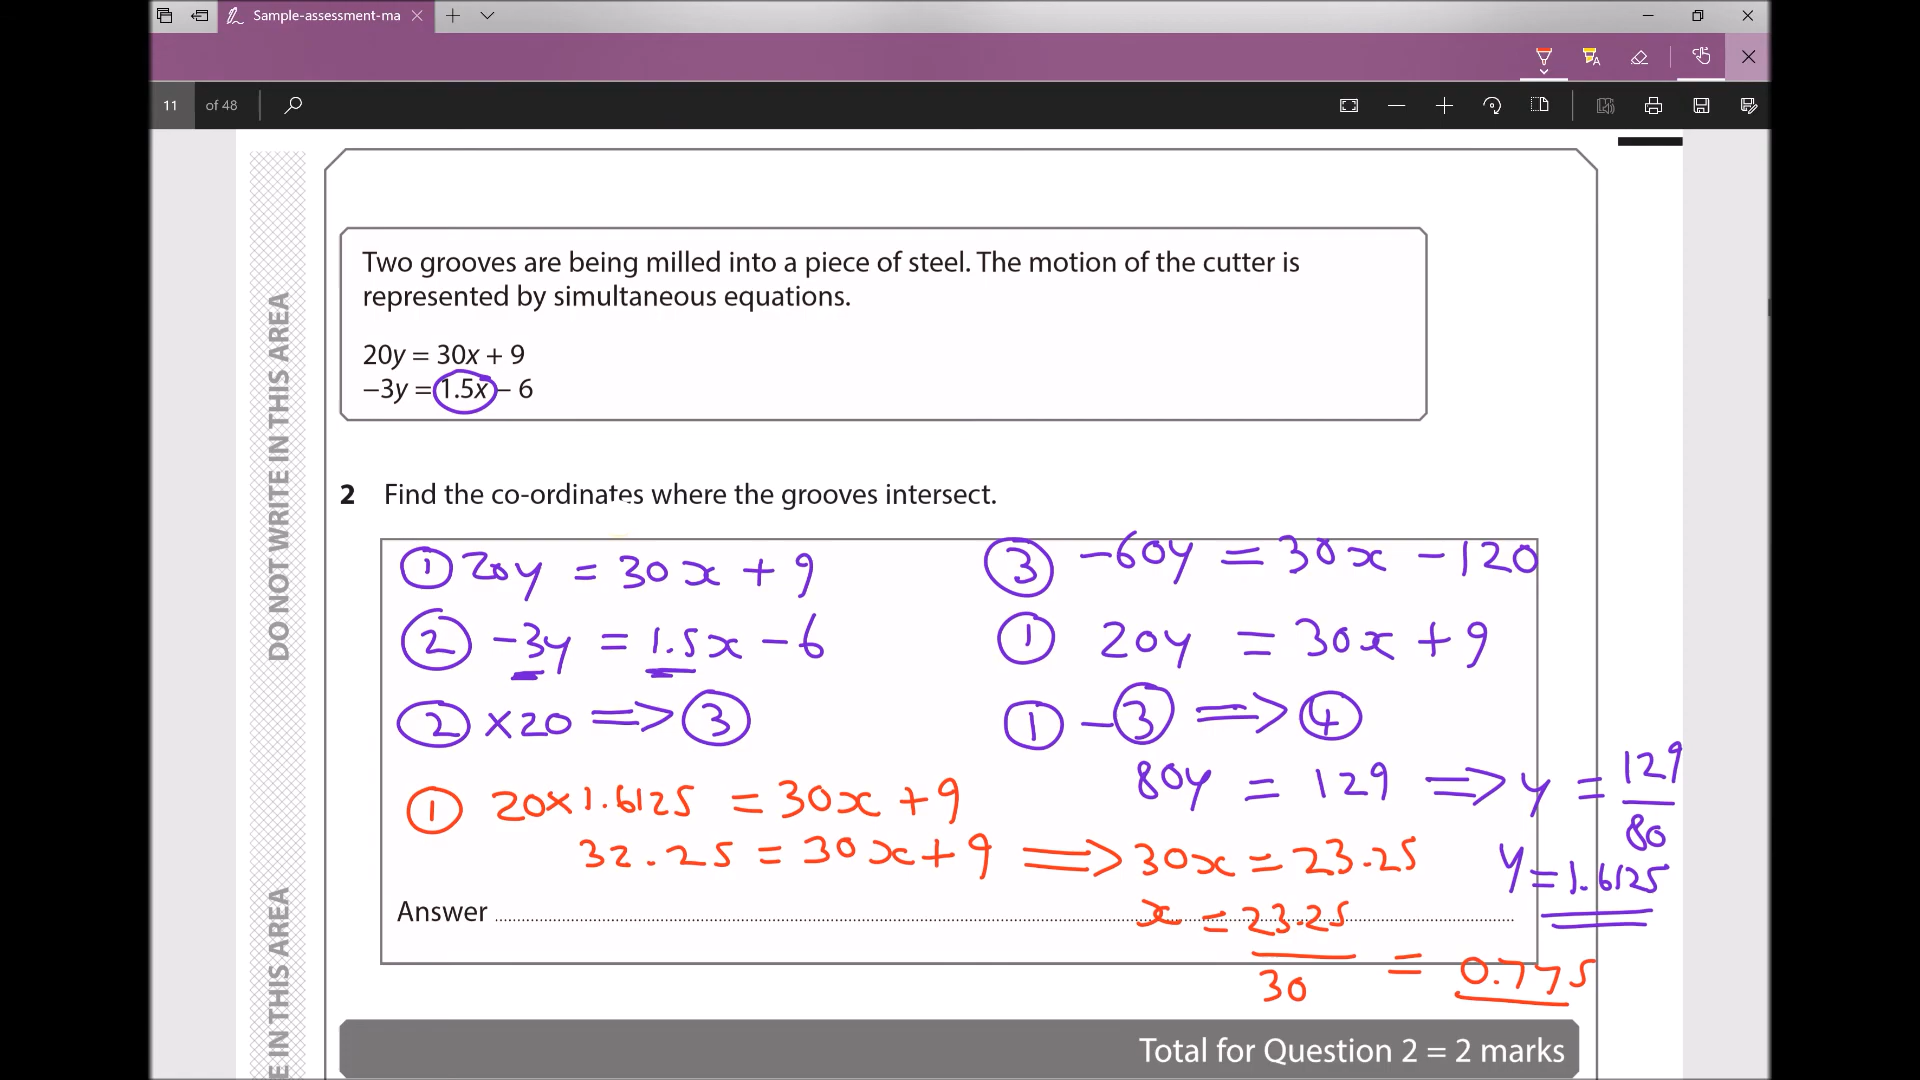 Sample-assessment-ma
11 of 48
DO NOT WRITE IN THIS AREA
E IN THIS AREA
Two grooves are being milled into a piece of steel. The motion of the cutter is
represented by simultaneous equations.
20y = 30x + 9
−3y = 1.5x − 6
2 Find the co-ordinates where the grooves intersect.
① 20y = 30x + 9
② −3y = 1.5x − 6
② ×20 ⇒ ③
③ −60y = 30x − 120
① 20y = 30x + 9
① − ③ ⇒ ④
80y = 129 ⇒ y = 129/80
y = 1.6125
① 20×1.6125 = 30x + 9
32.25 = 30x + 9 ⇒ 30x = 23.25
x = 23.25/30 = 0.775
Answer
Total for Question 2 = 2 marks